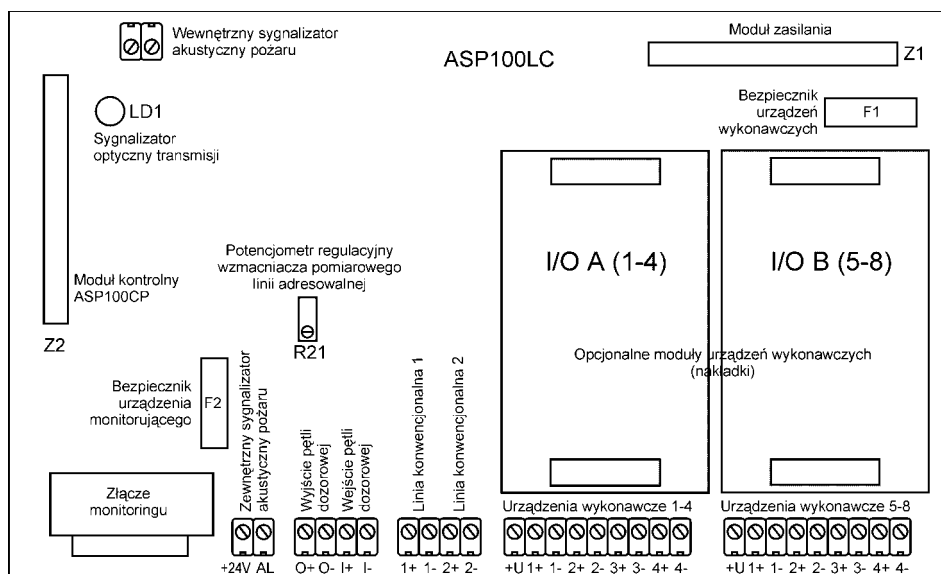 Wewnętrzny sygnalizator
akustyczny pożaru
ASP100LC
Moduł zasilania
Z1
LD1
Sygnalizator
optyczny transmisji
Bezpiecznik
urządzeń
wykonawczych
F1
Potencjometr regulacyjny
wzmacniacza pomiarowego
linii adresowalnej
R21
Moduł kontrolny
ASP100CP
Z2
I/O A (1-4)
I/O B (5-8)
Opcjonalne moduły urządzeń wykonawczych
(nakładki)
Bezpiecznik
urządzenia
monitorującego
F2
Zewnętrzny sygnalizator
akustyczny pożaru
Wyjście pętli
dozorowej
Wejście pętli
dozorowej
Linia konwencjonalna 1
Linia konwencjonalna 2
Złącze
monitoringu
Urządzenia wykonawcze 1-4
Urządzenia wykonawcze 5-8
+24V AL
O+ O- I+ I-
1+ 1- 2+ 2-
+U 1+ 1- 2+ 2- 3+ 3- 4+ 4-
+U 1+ 1- 2+ 2- 3+ 3- 4+ 4-